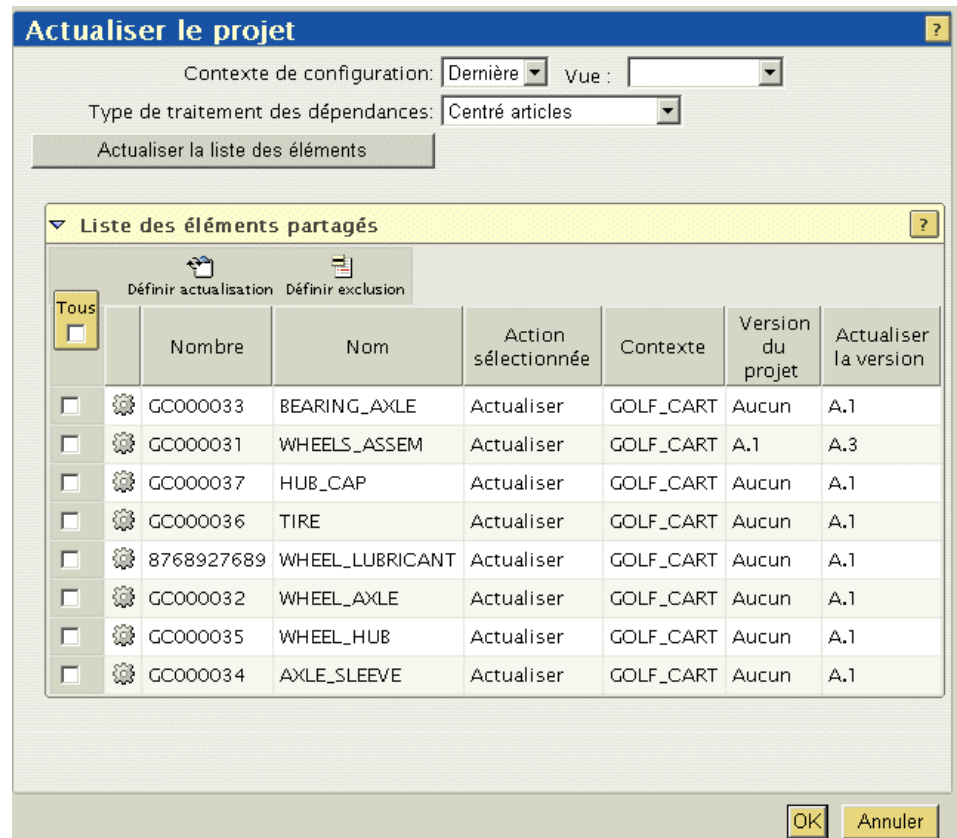 Actualiser le projet ?
Contexte de configuration: Dernière Vue :
Type de traitement des dépendances: Centré articles
Actualiser la liste des éléments
Liste des éléments partagés ?
Définir actualisation Définir exclusion
Tous
Nombre Nom Action sélectionnée Contexte Version du projet Actualiser la version
GC000033 BEARING_AXLE Actualiser GOLF_CART Aucun A.1
GC000031 WHEELS_ASSEM Actualiser GOLF_CART A.1 A.3
GC000037 HUB_CAP Actualiser GOLF_CART Aucun A.1
GC000036 TIRE Actualiser GOLF_CART Aucun A.1
8768927689 WHEEL_LUBRICANT Actualiser GOLF_CART Aucun A.1
GC000032 WHEEL_AXLE Actualiser GOLF_CART Aucun A.1
GC000035 WHEEL_HUB Actualiser GOLF_CART Aucun A.1
GC000034 AXLE_SLEEVE Actualiser GOLF_CART Aucun A.1
OK Annuler